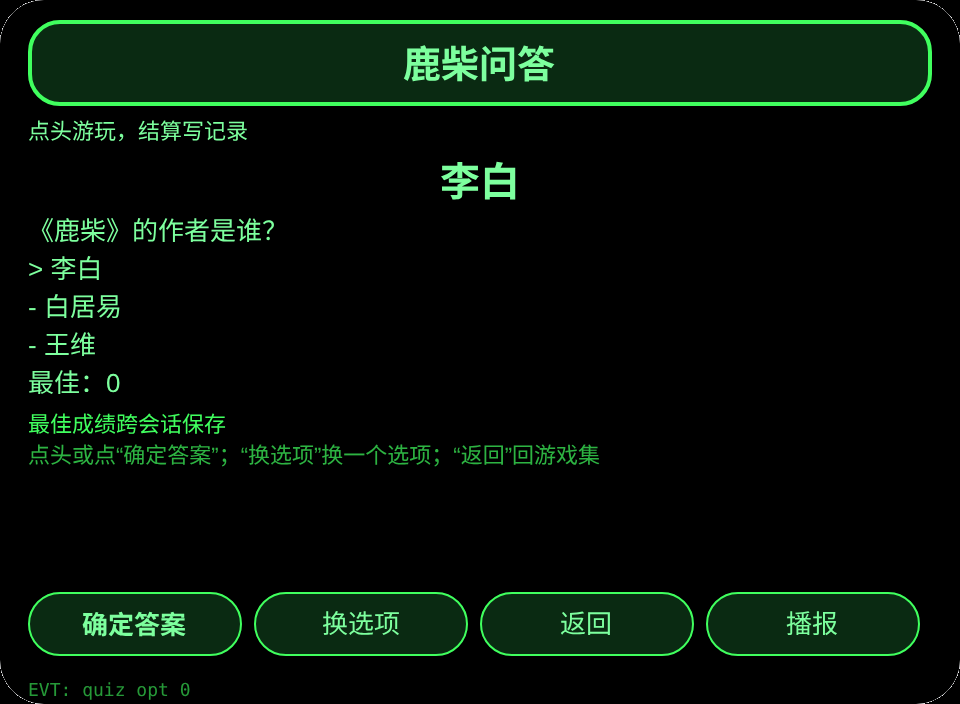 鹿柴问答
点头游玩，结算写记录
李白
《鹿柴》的作者是谁？
> 李白
- 白居易
- 王维
最佳：0
最佳成绩跨会话保存
点头或点“确定答案”；“换选项”换一个选项；“返回”回游戏集
确定答案 换选项 返回 播报
EVT: quiz opt 0